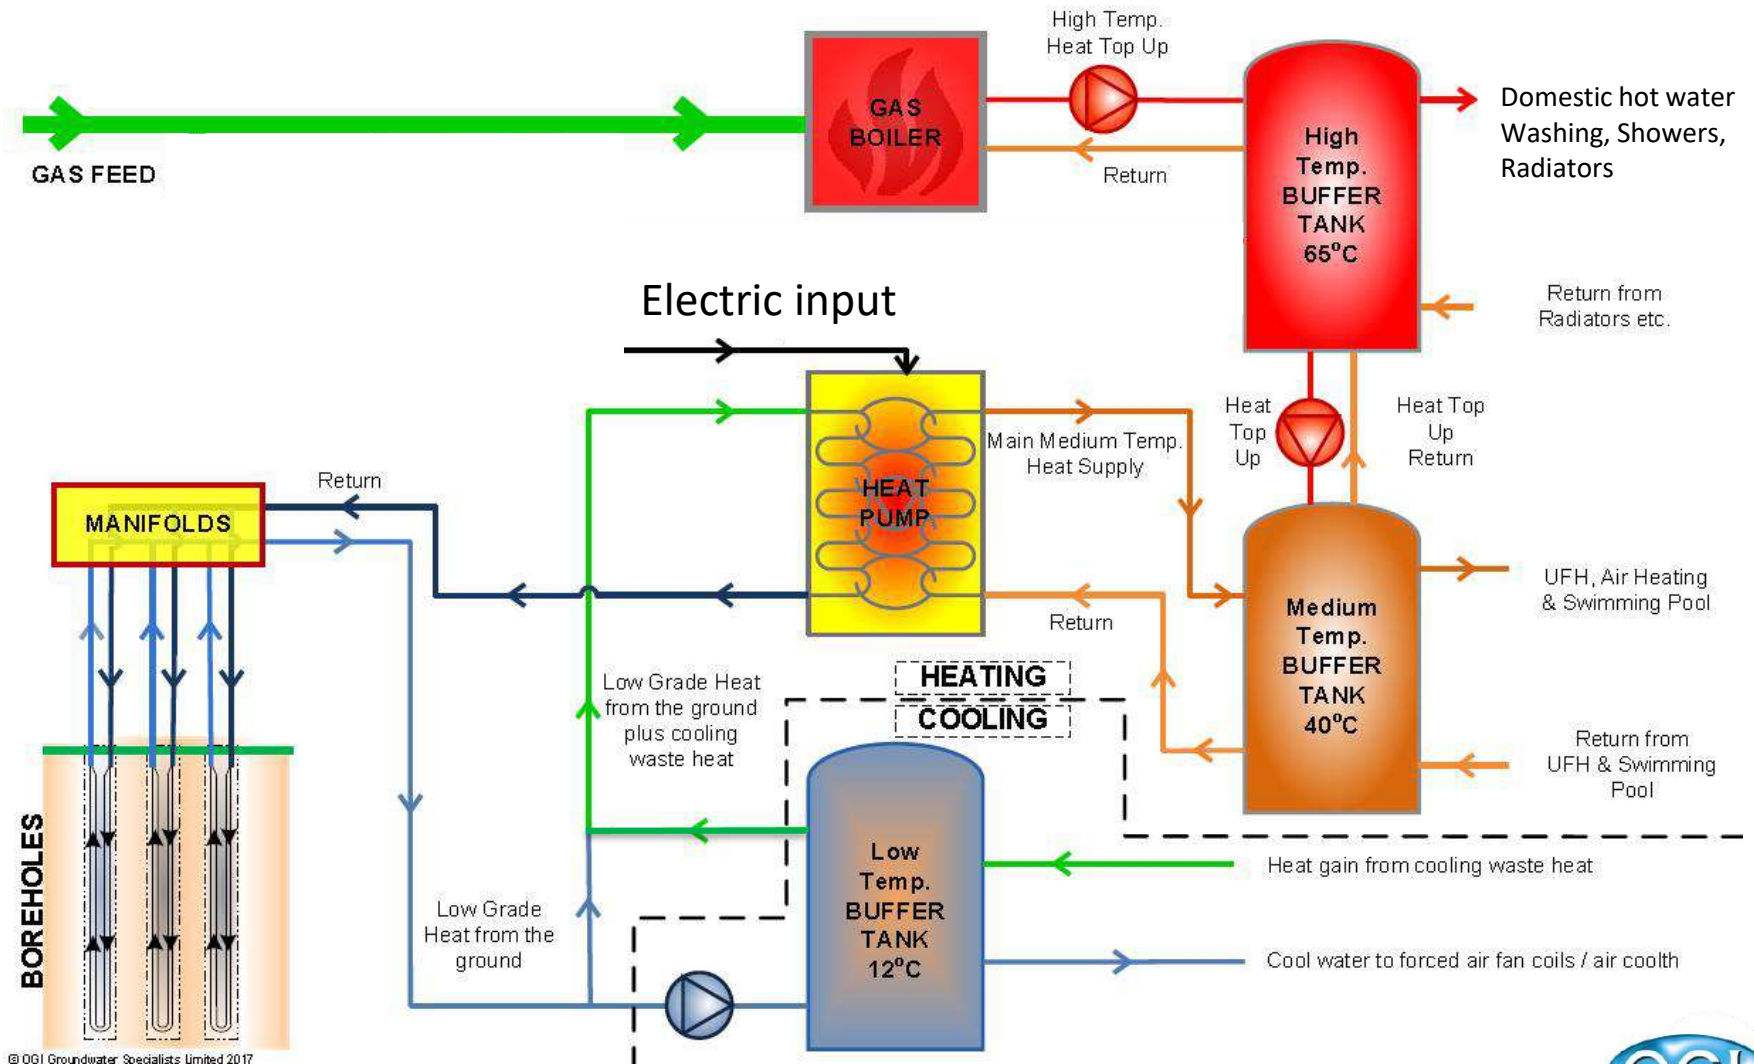 High Temp.
Heat Top Up
GAS
BOILER
GAS FEED
Return
High
Temp.
BUFFER
TANK
65°C
Domestic hot water
Washing, Showers,
Radiators
Electric input
Return from
Radiators etc.
Heat
Top
Up
Heat Top
Up
Return
Main Medium Temp.
Heat Supply
HEAT
PUMP
Return
MANIFOLDS
Return
Medium
Temp.
BUFFER
TANK
40°C
UFH, Air Heating
& Swimming Pool
Return from
UFH & Swimming
Pool
HEATING
COOLING
Low Grade Heat
from the ground
plus cooling
waste heat
Low
Temp.
BUFFER
TANK
12°C
Heat gain from cooling waste heat
Cool water to forced air fan coils / air coolth
Low Grade
Heat from the
ground
BOREHOLES
© OGI Groundwater Specialists Limited 2017